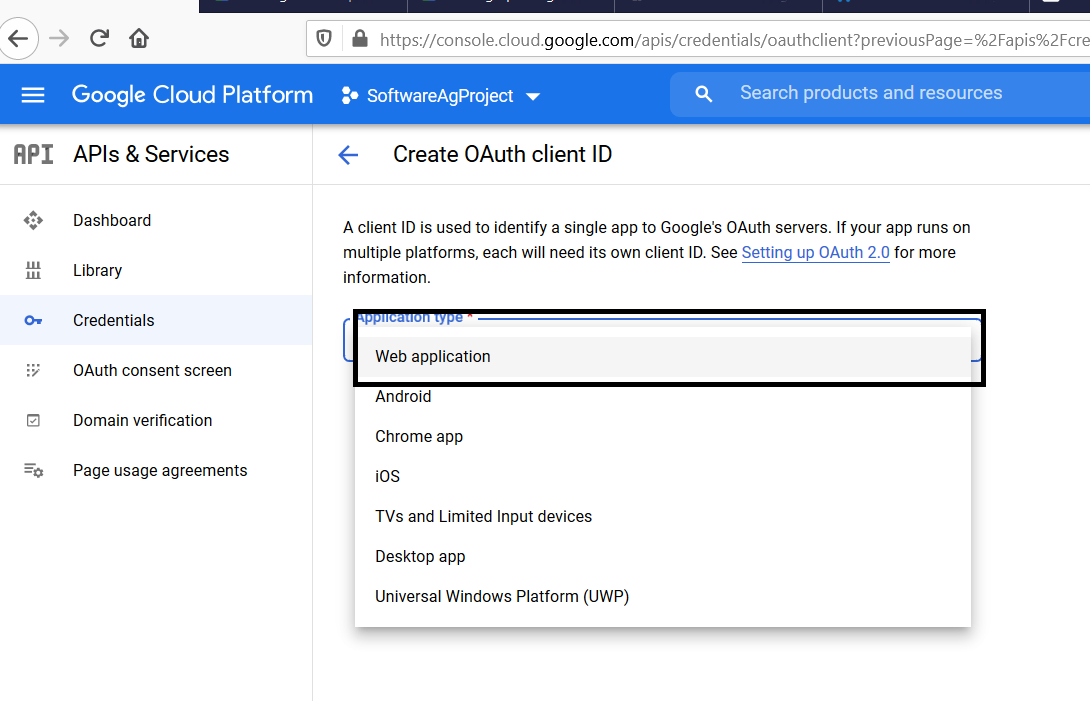 https://console.cloud.google.com/apis/credentials/oauthclient?previousPage=%2Fapis%2Fcre
Google Cloud Platform
SoftwareAgProject
Search products and resources
API
APIs & Services
Create OAuth client ID
Dashboard
Library
Credentials
OAuth consent screen
Domain verification
Page usage agreements
A client ID is used to identify a single app to Google's OAuth servers. If your app runs on
multiple platforms, each will need its own client ID. See Setting up OAuth 2.0 for more
information.
Application type *
Web application
Android
Chrome app
iOS
TVs and Limited Input devices
Desktop app
Universal Windows Platform (UWP)